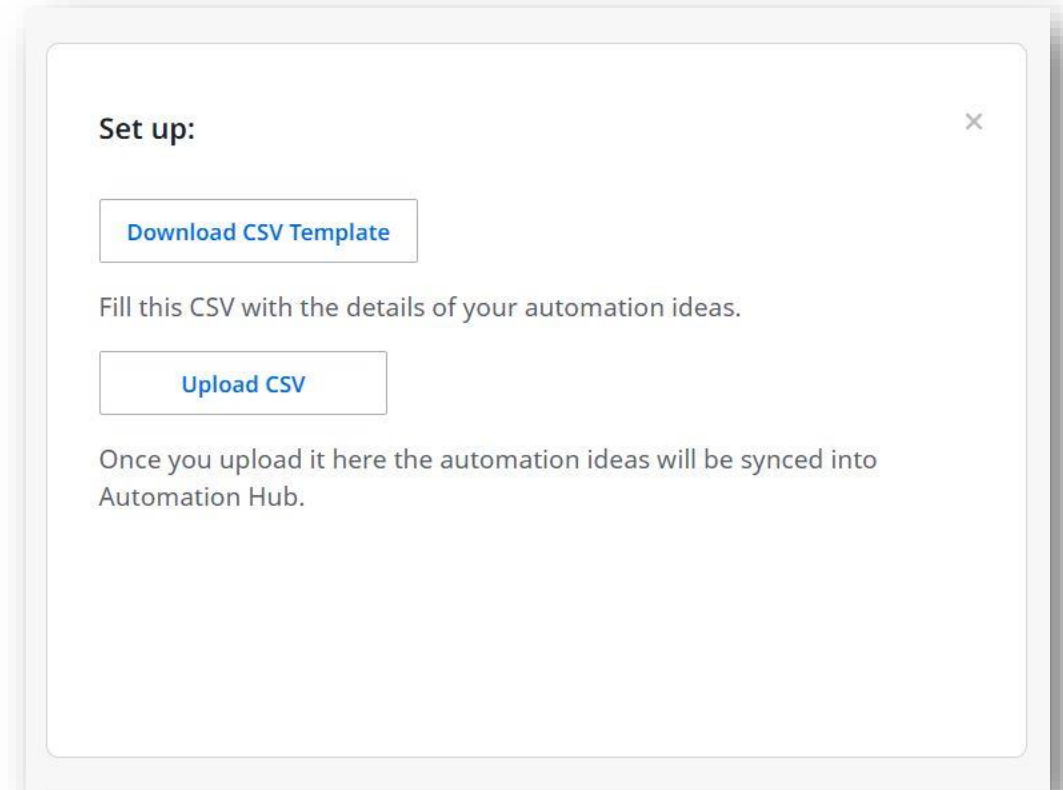 Set up:
Download CSV Template
Fill this CSV with the details of your automation ideas.
Upload CSV
Once you upload it here the automation ideas will be synced into
Automation Hub.